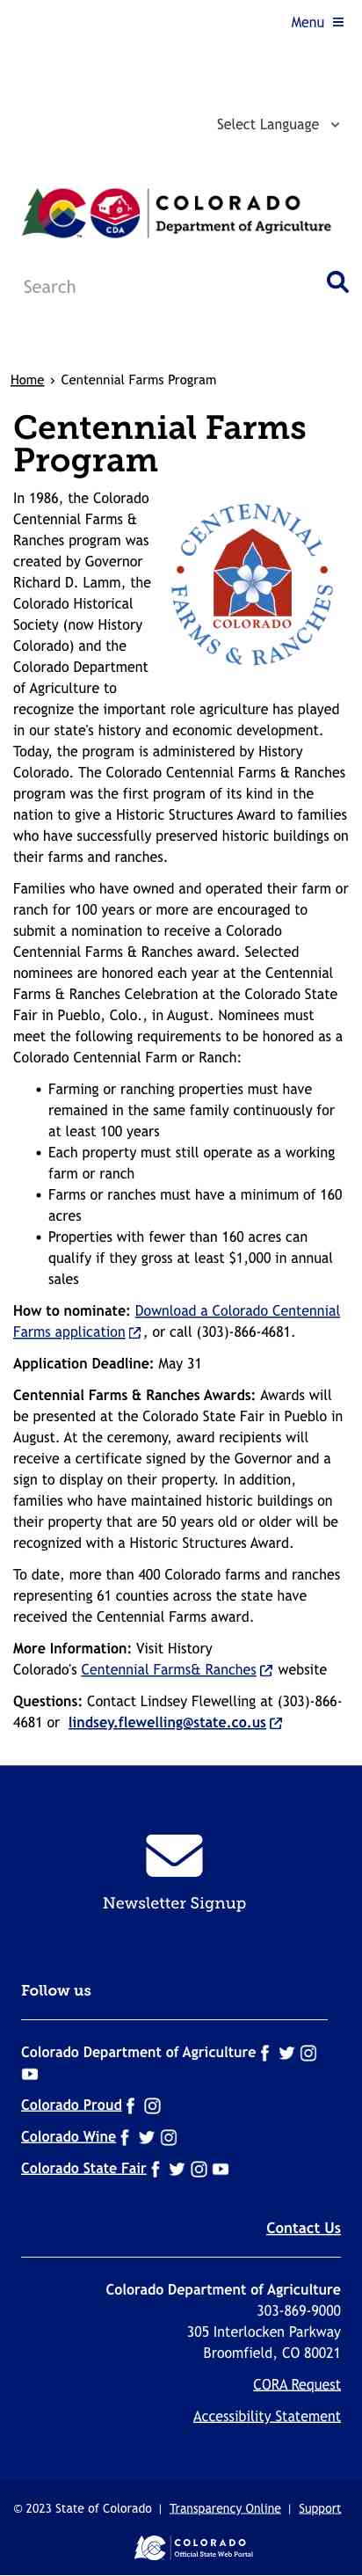 Menu
Select Language
COLORADO
Department of Agriculture
CDA
Search
Home › Centennial Farms Program
Centennial Farms
Program
In 1986, the Colorado
Centennial Farms &
Ranches program was
created by Governor
Richard D. Lamm, the
Colorado Historical
Society (now History
Colorado) and the
Colorado Department
of Agriculture to
CENTENNIAL
COLORADO
FARMS & RANCHES
recognize the important role agriculture has played
in our state's history and economic development.
Today, the program is administered by History
Colorado. The Colorado Centennial Farms & Ranches
program was the first program of its kind in the
nation to give a Historic Structures Award to families
who have successfully preserved historic buildings on
their farms and ranches.
Families who have owned and operated their farm or
ranch for 100 years or more are encouraged to
submit a nomination to receive a Colorado
Centennial Farms & Ranches award. Selected
nominees are honored each year at the Centennial
Farms & Ranches Celebration at the Colorado State
Fair in Pueblo, Colo., in August. Nominees must
meet the following requirements to be honored as a
Colorado Centennial Farm or Ranch:
• Farming or ranching properties must have
remained in the same family continuously for
at least 100 years
• Each property must still operate as a working
farm or ranch
• Farms or ranches must have a minimum of 160
acres
• Properties with fewer than 160 acres can
qualify if they gross at least $1,000 in annual
sales
How to nominate: Download a Colorado Centennial
Farms application, or call (303)-866-4681.
Application Deadline: May 31
Centennial Farms & Ranches Awards: Awards will
be presented at the Colorado State Fair in Pueblo in
August. At the ceremony, award recipients will
receive a certificate signed by the Governor and a
sign to display on their property. In addition,
families who have maintained historic buildings on
their property that are 50 years old or older will be
recognized with a Historic Structures Award.
To date, more than 400 Colorado farms and ranches
representing 61 counties across the state have
received the Centennial Farms award.
More Information: Visit History
Colorado's Centennial Farms& Ranches website
Questions: Contact Lindsey Flewelling at (303)-866-
4681 or lindsey.flewelling@state.co.us
Newsletter Signup
Follow us
Colorado Department of Agriculture
Colorado Proud
Colorado Wine
Colorado State Fair
Contact Us
Colorado Department of Agriculture
303-869-9000
305 Interlocken Parkway
Broomfield, CO 80021
CORA Request
Accessibility Statement
© 2023 State of Colorado | Transparency Online | Support
COLORADO
Official State Web Portal